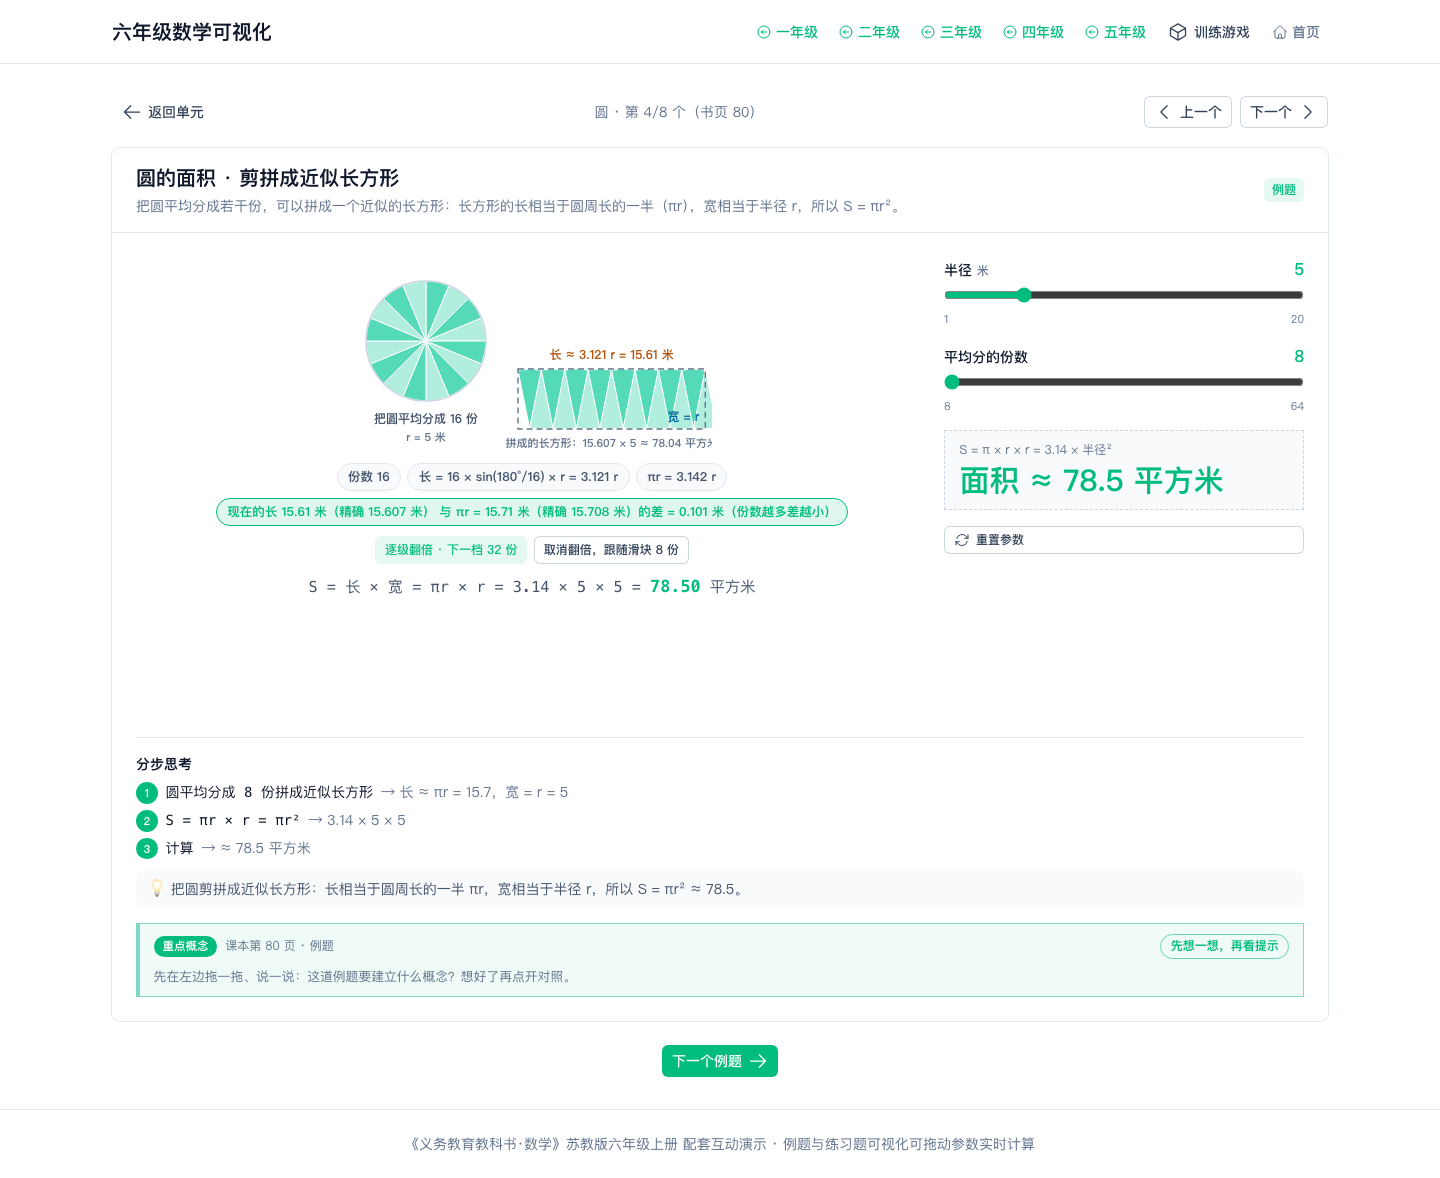 六年级数学可视化
一年级 二年级 三年级 四年级 五年级 训练游戏 首页
返回单元
圆 · 第 4/8 个（书页 80）
上一个 下一个
圆的面积 · 剪拼成近似长方形
例题
把圆平均分成若干份，可以拼成一个近似的长方形：长方形的长相当于圆周长的一半（πr），宽相当于半径 r，所以 S = πr²。
长 ≈ 3.121 r = 15.61 米
宽 = r
把圆平均分成 16 份
r = 5 米
拼成的长方形：15.607 × 5 ≈ 78.04 平方
份数 16
长 = 16 × sin(180°/16) × r = 3.121 r
πr = 3.142 r
现在的长 15.61 米（精确 15.607 米） 与 πr = 15.71 米（精确 15.708 米）的差 = 0.101 米（份数越多差越小）
逐级翻倍 · 下一档 32 份
取消翻倍，跟随滑块 8 份
S = 长 × 宽 = πr × r = 3.14 × 5 × 5 = 78.50 平方米
半径 米
5
1
20
平均分的份数
8
8
64
S = π × r × r = 3.14 × 半径²
面积 ≈ 78.5 平方米
重置参数
分步思考
1 圆平均分成 8 份拼成近似长方形 → 长 ≈ πr = 15.7，宽 = r = 5
2 S = πr × r = πr² → 3.14 × 5 × 5
3 计算 → ≈ 78.5 平方米
把圆剪拼成近似长方形：长相当于圆周长的一半 πr，宽相当于半径 r，所以 S = πr² ≈ 78.5。
重点概念 课本第 80 页 · 例题
先想一想，再看提示
先在左边拖一拖、说一说：这道例题要建立什么概念？想好了再点开对照。
下一个例题
《义务教育教科书·数学》苏教版六年级上册 配套互动演示 · 例题与练习题可视化可拖动参数实时计算